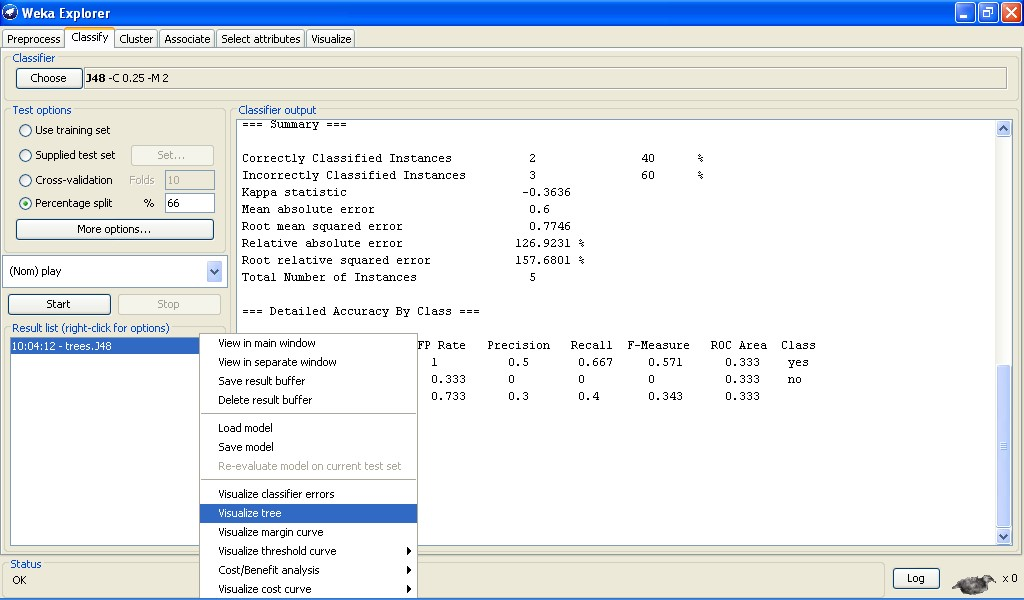 Weka Explorer
Preprocess Classify Cluster Associate Select attributes Visualize
Classifier
Choose J48 -C 0.25 -M 2
Test options
Use training set
Supplied test set Set...
Cross-validation Folds 10
Percentage split % 66
More options...
(Nom) play
Start Stop
Result list (right-click for options)
10:04:12 - trees.J48
Classifier output
=== Summary ===
Correctly Classified Instances 2 40 %
Incorrectly Classified Instances 3 60 %
Kappa statistic -0.3636
Mean absolute error 0.6
Root mean squared error 0.7746
Relative absolute error 126.9231 %
Root relative squared error 157.6801 %
Total Number of Instances 5
=== Detailed Accuracy By Class ===
FP Rate Precision Recall F-Measure ROC Area Class
1 0.5 0.667 0.571 0.333 yes
0.333 0 0 0 0.333 no
0.733 0.3 0.4 0.343 0.333
View in main window
View in separate window
Save result buffer
Delete result buffer
Load model
Save model
Re-evaluate model on current test set
Visualize classifier errors
Visualize tree
Visualize margin curve
Visualize threshold curve
Cost/Benefit analysis
Visualize cost curve
Status
OK
Log x 0